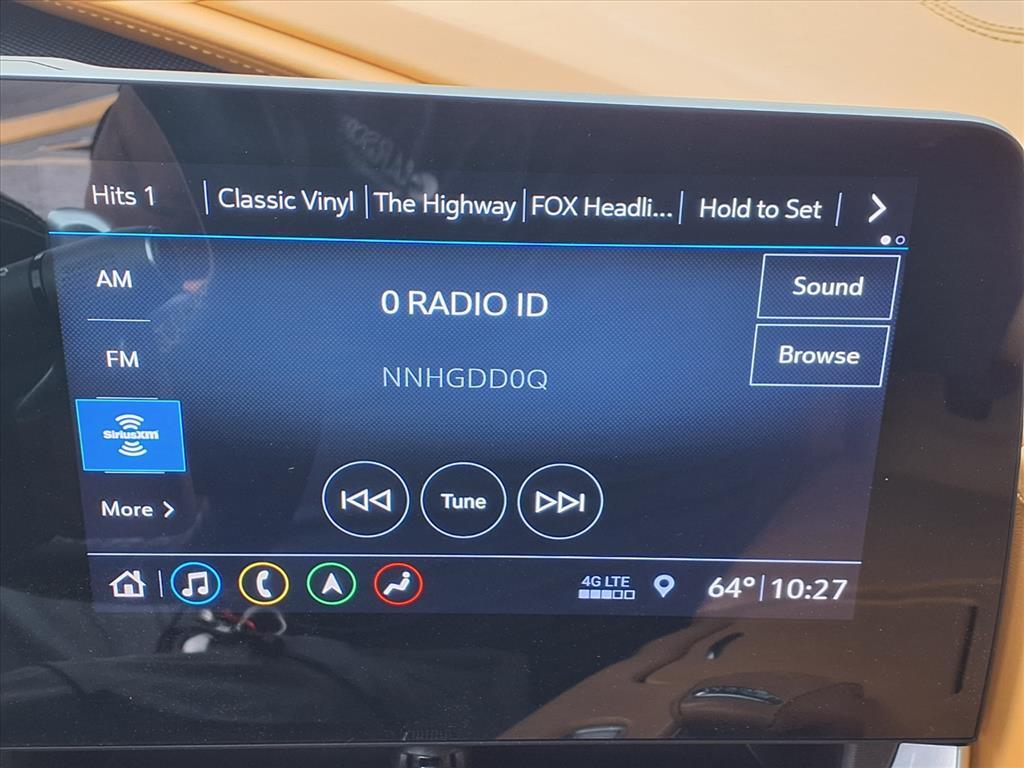 Hits 1 | Classic Vinyl | The Highway | FOX Headli... | Hold to Set
AM
Sound
0 RADIO ID
FM
Browse
NNHGDD0Q
SiriusXM
Tune
More
4G LTE
64° | 10:27